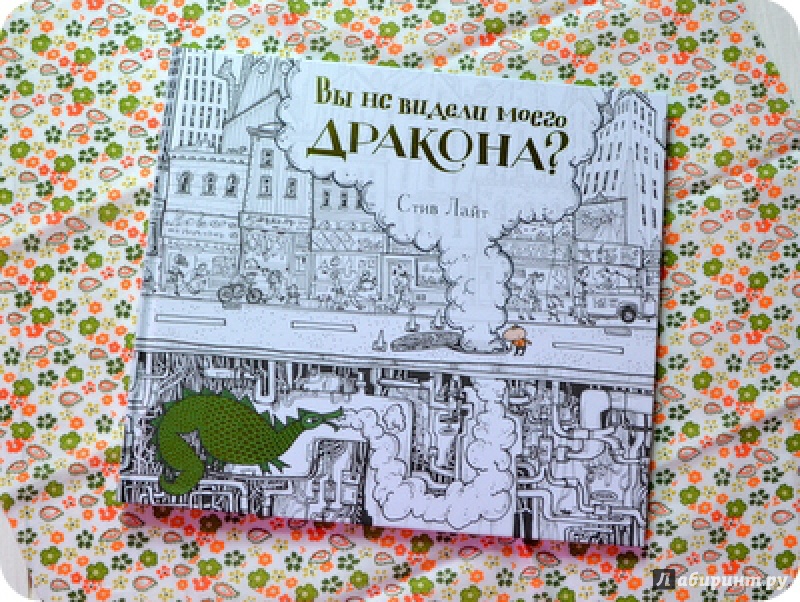 Вы не видели моего
ДРАКОНА?
Стив Лайт
Лабиринт.ру